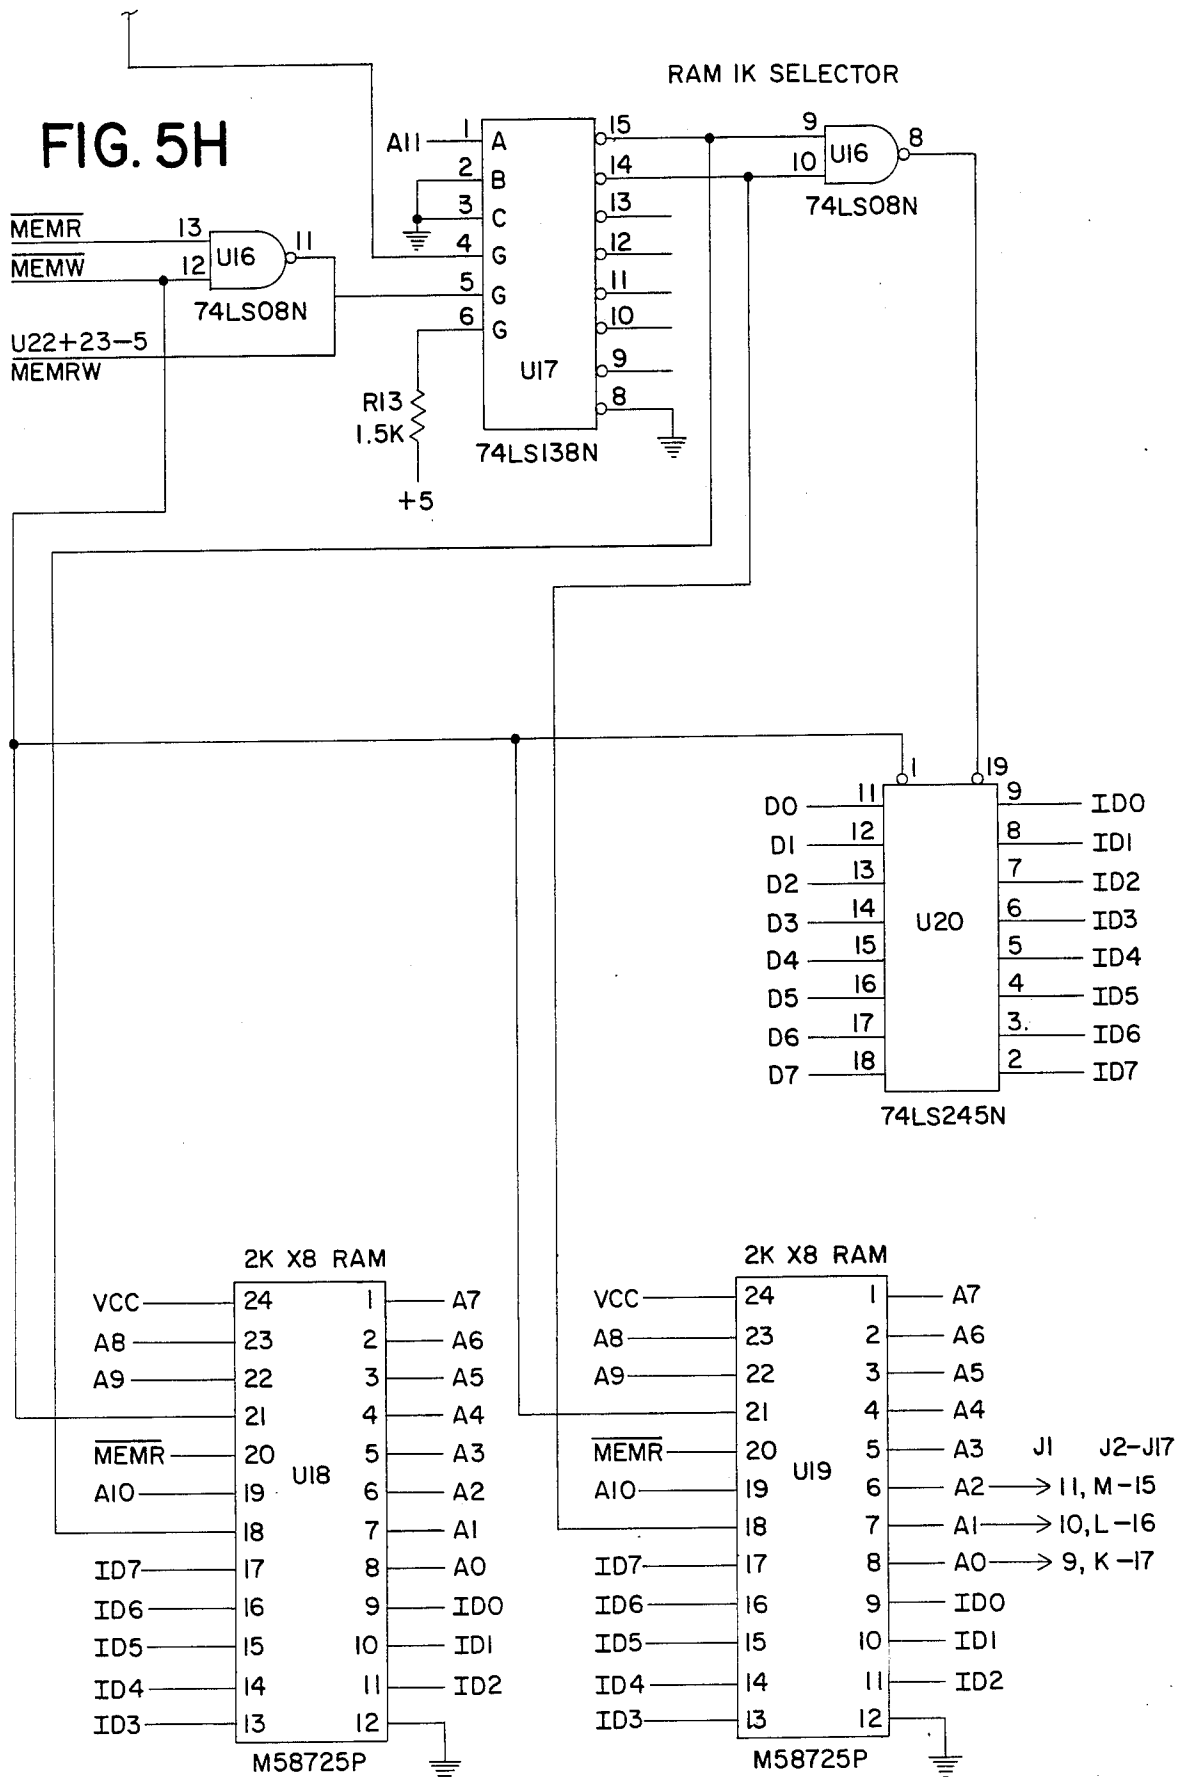 RAM 1K SELECTOR
FIG. 5H
A11
1 A 15
2 B 14
3 C 13
4 G 12
5 G 11
6 G 10
9
8
U17
74LS138N
9
10
U16
8
74LS08N
MEMR
13
MEMW
12
U16
11
74LS08N
U22+23-5
MEMRW
R13
1.5K
+5
1 19
D0 11 9 ID0
D1 12 8 ID1
D2 13 7 ID2
D3 14 6 ID3
U20
D4 15 5 ID4
D5 16 4 ID5
D6 17 3. ID6
D7 18 2 ID7
74LS245N
2K X8 RAM
VCC 24 1 A7
A8 23 2 A6
A9 22 3 A5
21 4 A4
MEMR 20 5 A3
U18
A10 19 6 A2
18 7 A1
ID7 17 8 A0
ID6 16 9 ID0
ID5 15 10 ID1
ID4 14 11 ID2
ID3 13 12
M58725P
2K X8 RAM
VCC 24 1 A7
A8 23 2 A6
A9 22 3 A5
21 4 A4
MEMR 20 5 A3 J1 J2-J17
U19
A10 19 6 A2 11, M-15
18 7 A1 10, L-16
ID7 17 8 A0 9, K-17
ID6 16 9 ID0
ID5 15 10 ID1
ID4 14 11 ID2
ID3 13 12
M58725P